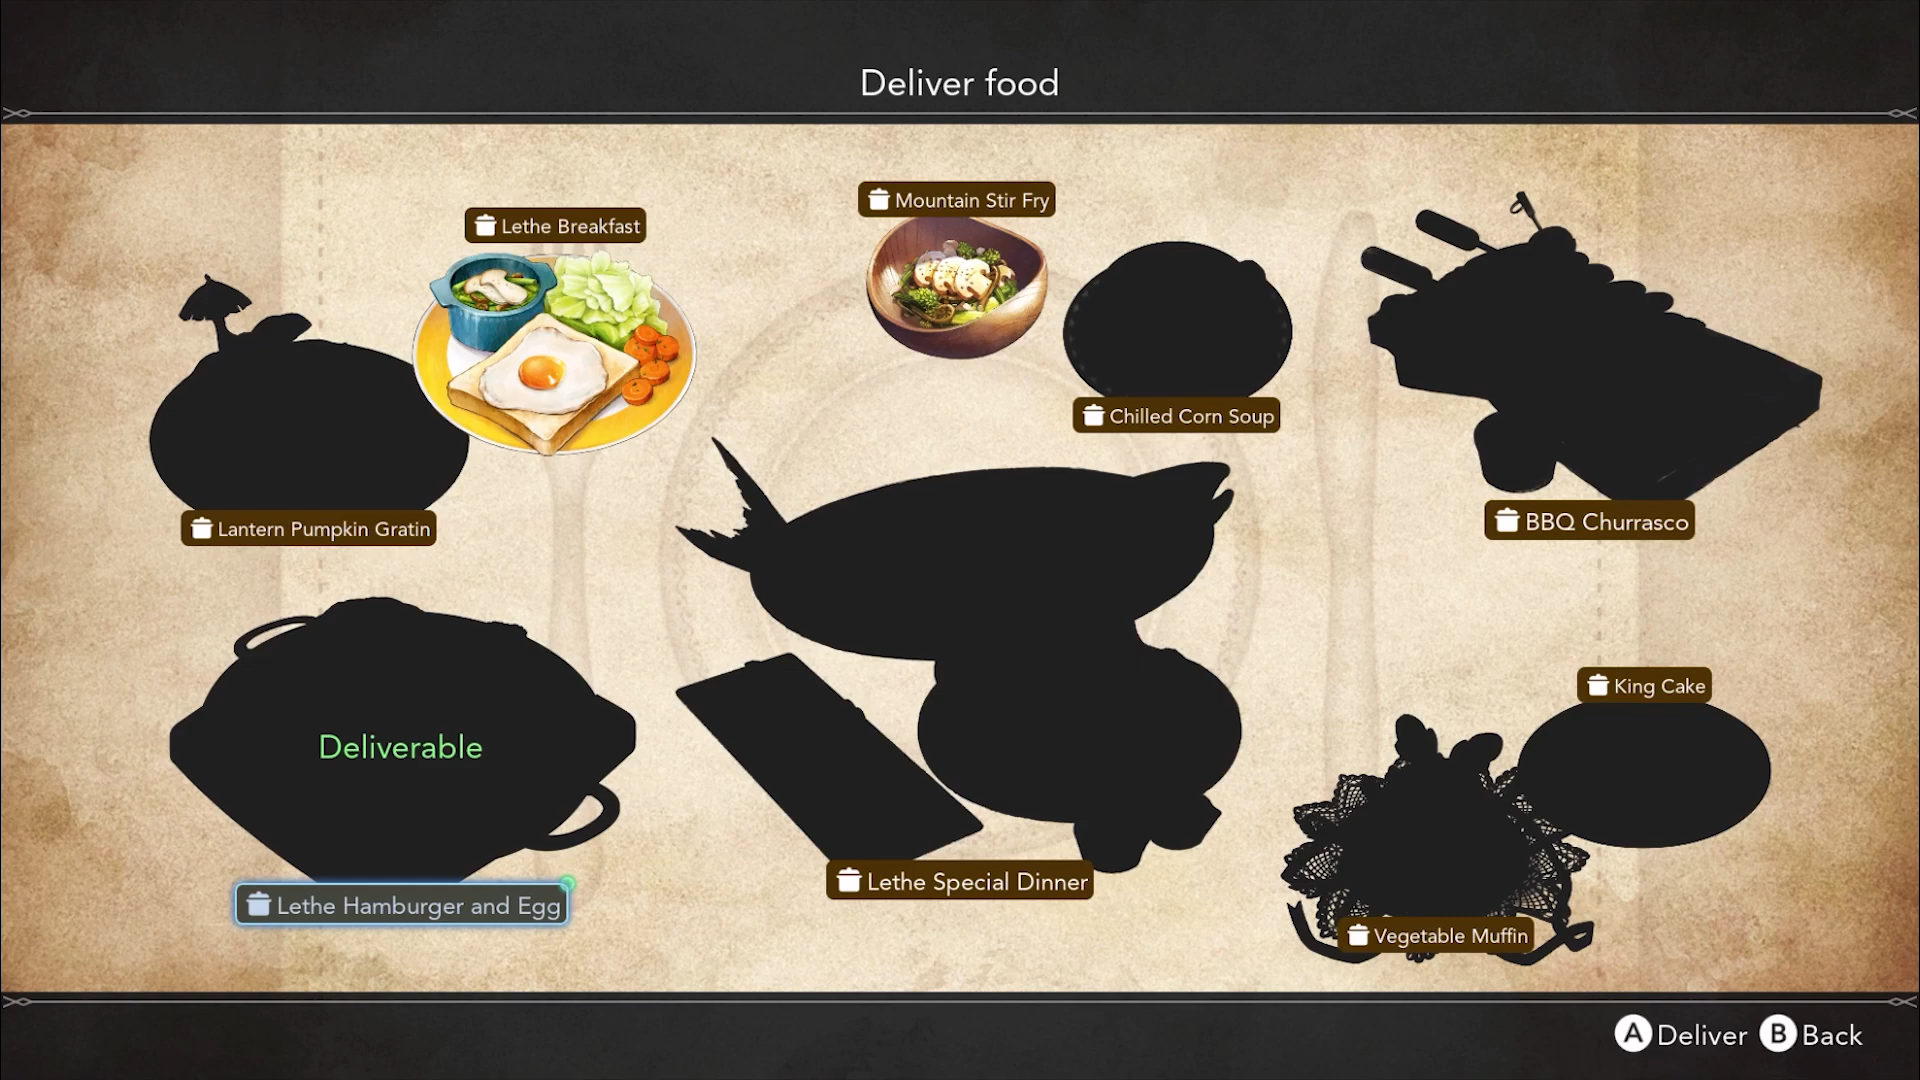 Deliver food
Mountain Stir Fry
Lethe Breakfast
Chilled Corn Soup
BBQ Churrasco
Lantern Pumpkin Gratin
King Cake
Deliverable
Lethe Special Dinner
Lethe Hamburger and Egg
Vegetable Muffin
A Deliver B Back